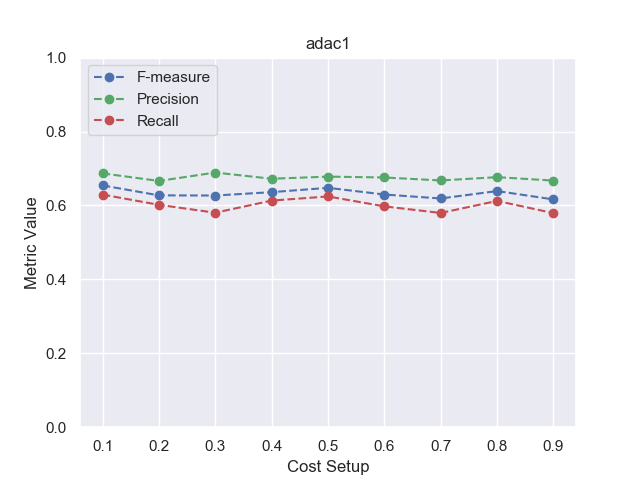 adac1
1.0
0.8
0.6
0.4
0.2
0.0
F-measure
Precision
Recall
Metric Value
0.1 0.2 0.3 0.4 0.5 0.6 0.7 0.8 0.9
Cost Setup